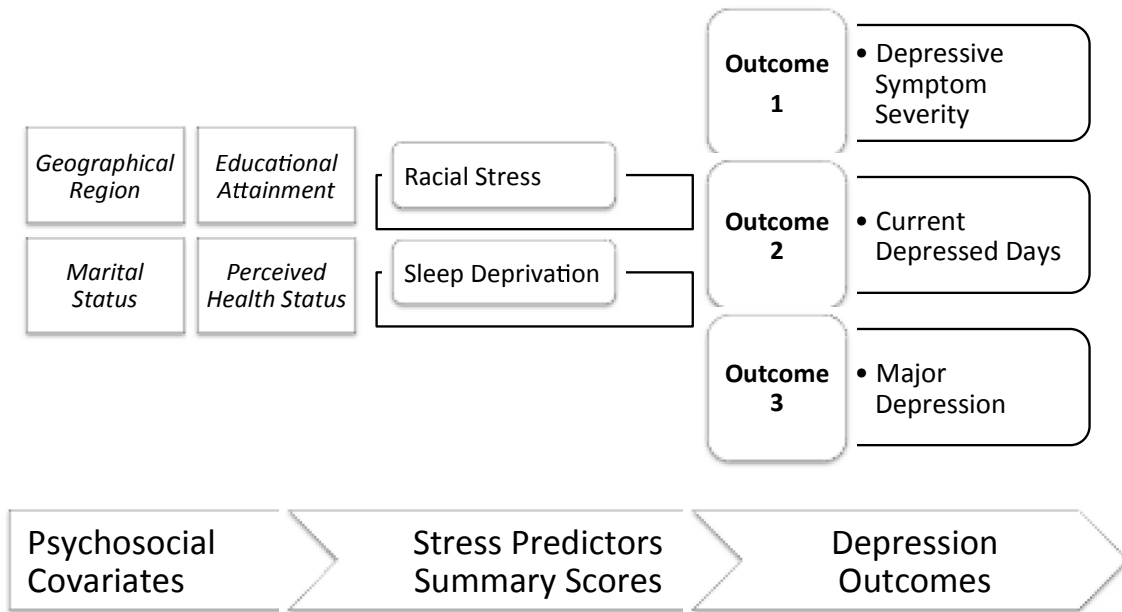 Geographical
Region
Educational
Attainment
Marital
Status
Perceived
Health Status
Racial Stress
Sleep Deprivation
Outcome
1
• Depressive
Symptom
Severity
Outcome
2
• Current
Depressed Days
Outcome
3
• Major
Depression
Psychosocial
Covariates
Stress Predictors
Summary Scores
Depression
Outcomes